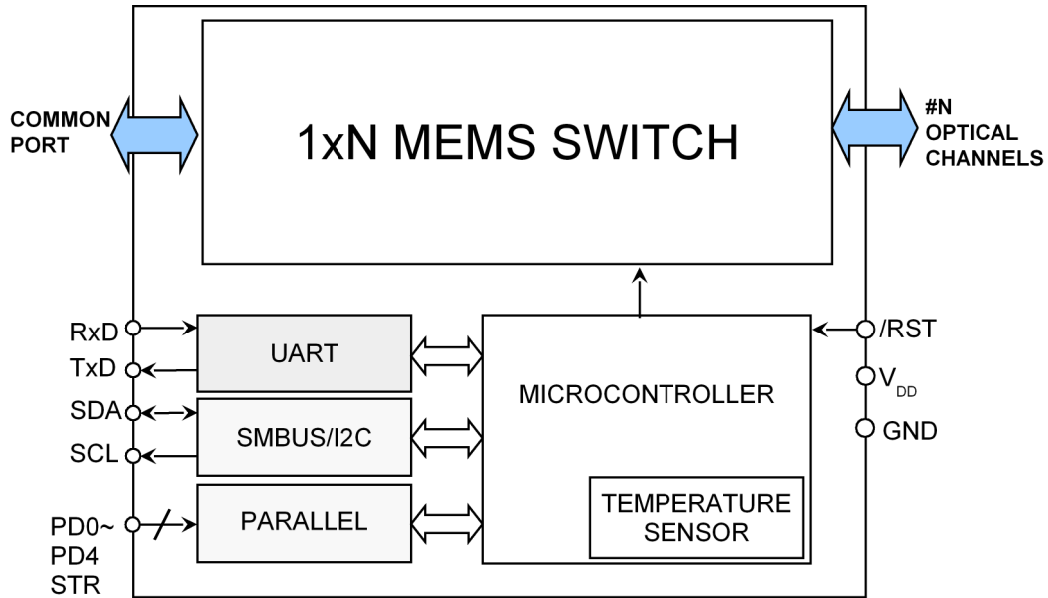 COMMON
PORT
1xN MEMS SWITCH
#N
OPTICAL
CHANNELS
RxD
TxD
SDA
SCL
PD0~
PD4
STR
UART
SMBUS/I2C
PARALLEL
MICROCONTROLLER
TEMPERATURE
SENSOR
/RST
VDD
GND